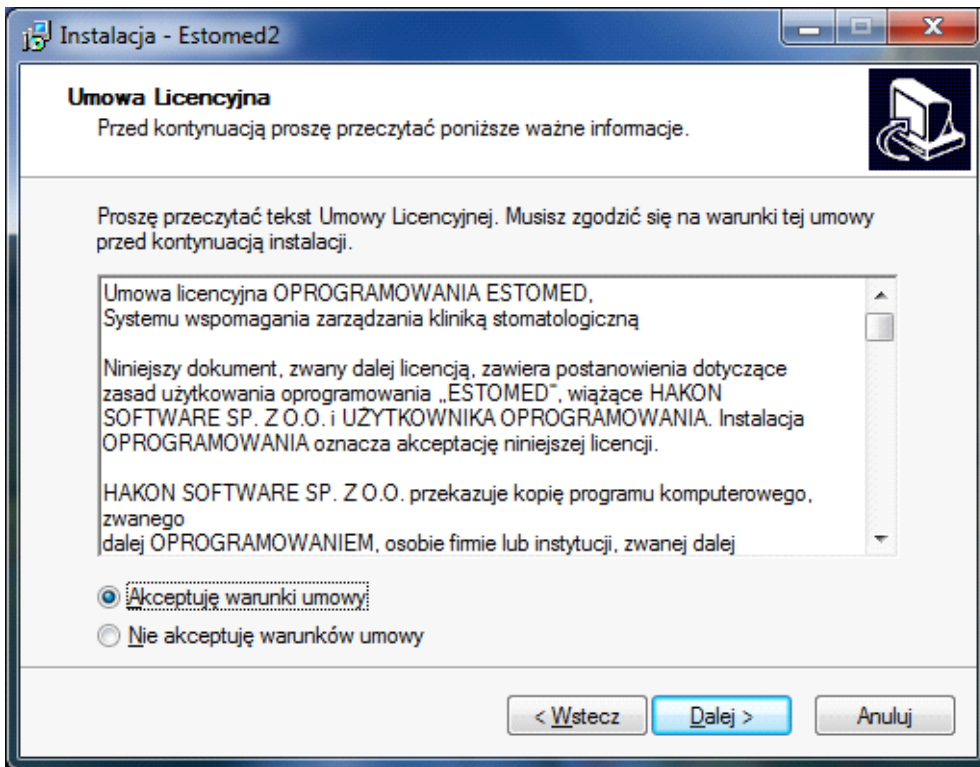 Instalacja - Estomed2
Umowa Licencyjna
Przed kontynuacją proszę przeczytać poniższe ważne informacje.
Proszę przeczytać tekst Umowy Licencyjnej. Musisz zgodzić się na warunki tej umowy
przed kontynuacją instalacji.
Umowa licencyjna OPROGRAMOWANIA ESTOMED,
Systemu wspomagania zarządzania kliniką stomatologiczną
Niniejszy dokument, zwany dalej licencją, zawiera postanowienia dotyczące
zasad użytkowania oprogramowania „ESTOMED”, wiążące HAKON
SOFTWARE SP. Z O.O. i UŻYTKOWNIKA OPROGRAMOWANIA. Instalacja
OPROGRAMOWANIA oznacza akceptację niniejszej licencji.
HAKON SOFTWARE SP. Z O.O. przekazuje kopię programu komputerowego,
zwanego
dalej OPROGRAMOWANIEM, osobie firmie lub instytucji, zwanej dalej
Akceptuję warunki umowy
Nie akceptuję warunków umowy
< Wstecz
Dalej >
Anuluj